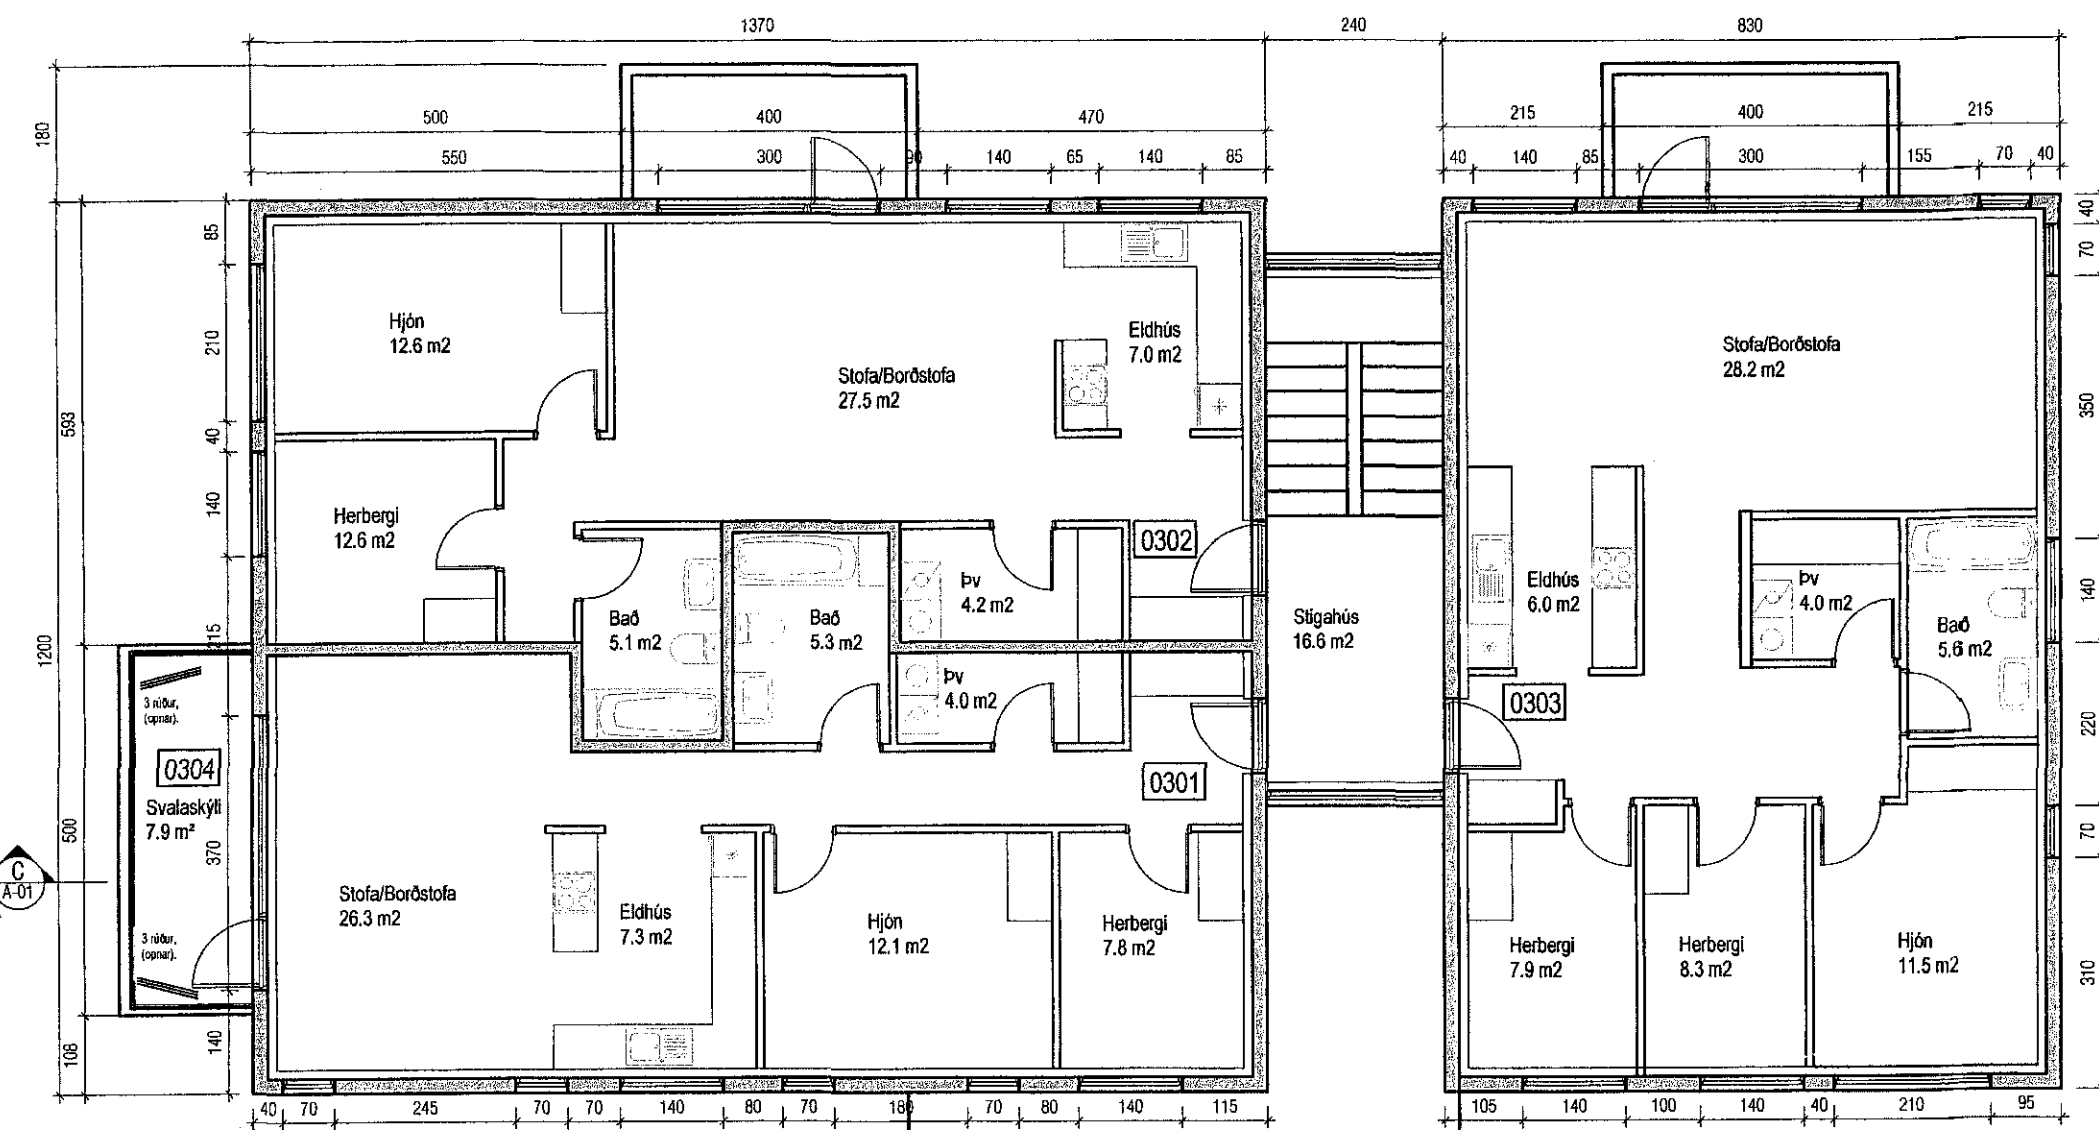 1370
240
830
500
400
470
215
400
215
550
300
90
140
65
140
85
40
140
85
300
155
70
40
180
593
1200
500
108
85
210
40
140
215
370
140
40
70
350
140
220
70
310
Hjón
12.6 m2
Herbergi
12.6 m2
Stofa/Borðstofa
27.5 m2
Eldhús
7.0 m2
0302
Þv
4.2 m2
Bað
5.1 m2
Bað
5.3 m2
Þv
4.0 m2
0301
Stigahús
16.6 m2
Stofa/Borðstofa
28.2 m2
Eldhús
6.0 m2
Þv
4.0 m2
Bað
5.6 m2
0303
3 niður,
(opnar).
0304
Svalaskýli
7.9 m²
3 niður,
(opnar).
C
A-01
Stofa/Borðstofa
26.3 m2
Eldhús
7.3 m2
Hjón
12.1 m2
Herbergi
7.8 m2
Herbergi
7.9 m2
Herbergi
8.3 m2
Hjón
11.5 m2
40
70
245
70
70
140
80
70
180
70
80
140
115
105
140
100
140
40
210
95